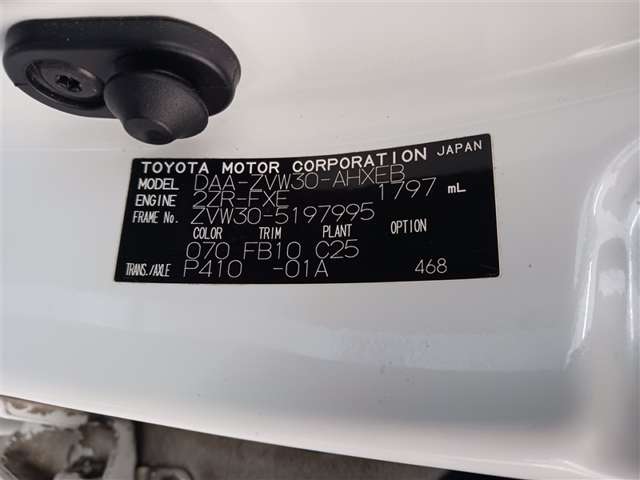 TOYOTA MOTOR CORPORATION JAPAN
MODEL DAA-ZVW30-AHXEB
ENGINE 2ZR-FXE 1797 mL
FRAME No. ZVW30-5197995
COLOR TRIM PLANT OPTION
070 FB10 C25
TRANS./AXLE P410 -01A 468